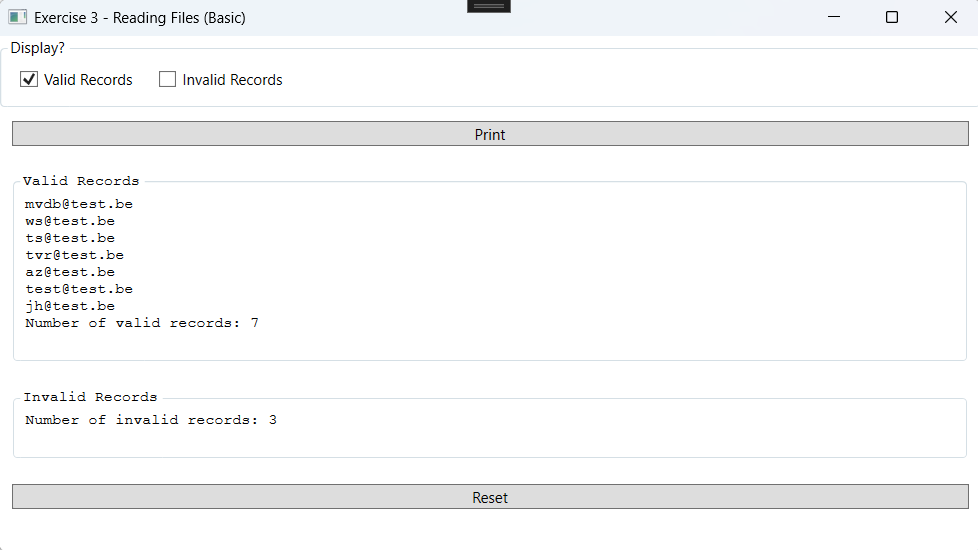 Exercise 3 - Reading Files (Basic)
Display?
Valid Records
Invalid Records
Print
Valid Records
mvdb@test.be
ws@test.be
ts@test.be
tvr@test.be
az@test.be
test@test.be
jh@test.be
Number of valid records: 7
Invalid Records
Number of invalid records: 3
Reset